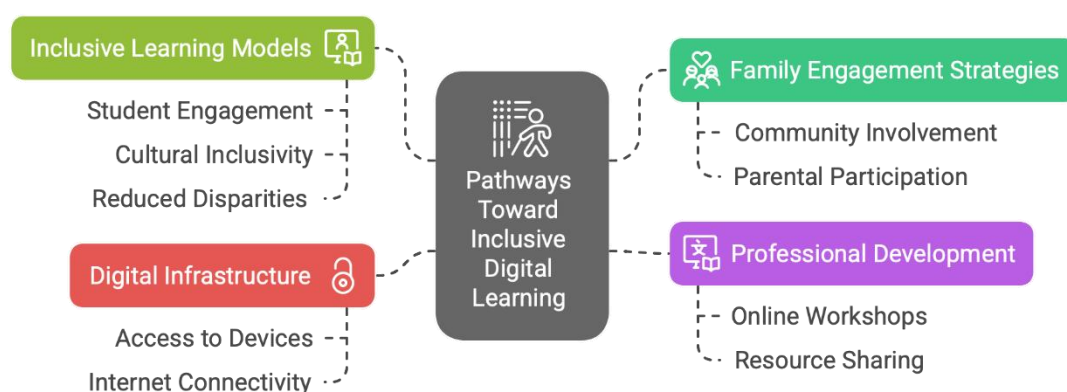 Inclusive Learning Models
Student Engagement
Cultural Inclusivity
Reduced Disparities
Digital Infrastructure
Access to Devices
Internet Connectivity
Pathways
Toward
Inclusive
Digital
Learning
Family Engagement Strategies
Community Involvement
Parental Participation
Professional Development
Online Workshops
Resource Sharing